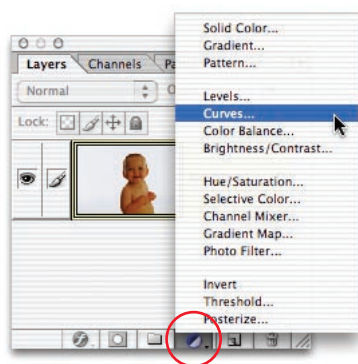 Layers
Channels
Pa
Normal
Lock:
Solid Color...
Gradient...
Pattern...
Levels...
Curves...
Color Balance...
Brightness/Contrast...
Hue/Saturation...
Selective Color...
Channel Mixer...
Gradient Map...
Photo Filter...
Invert
Threshold...
Posterize...